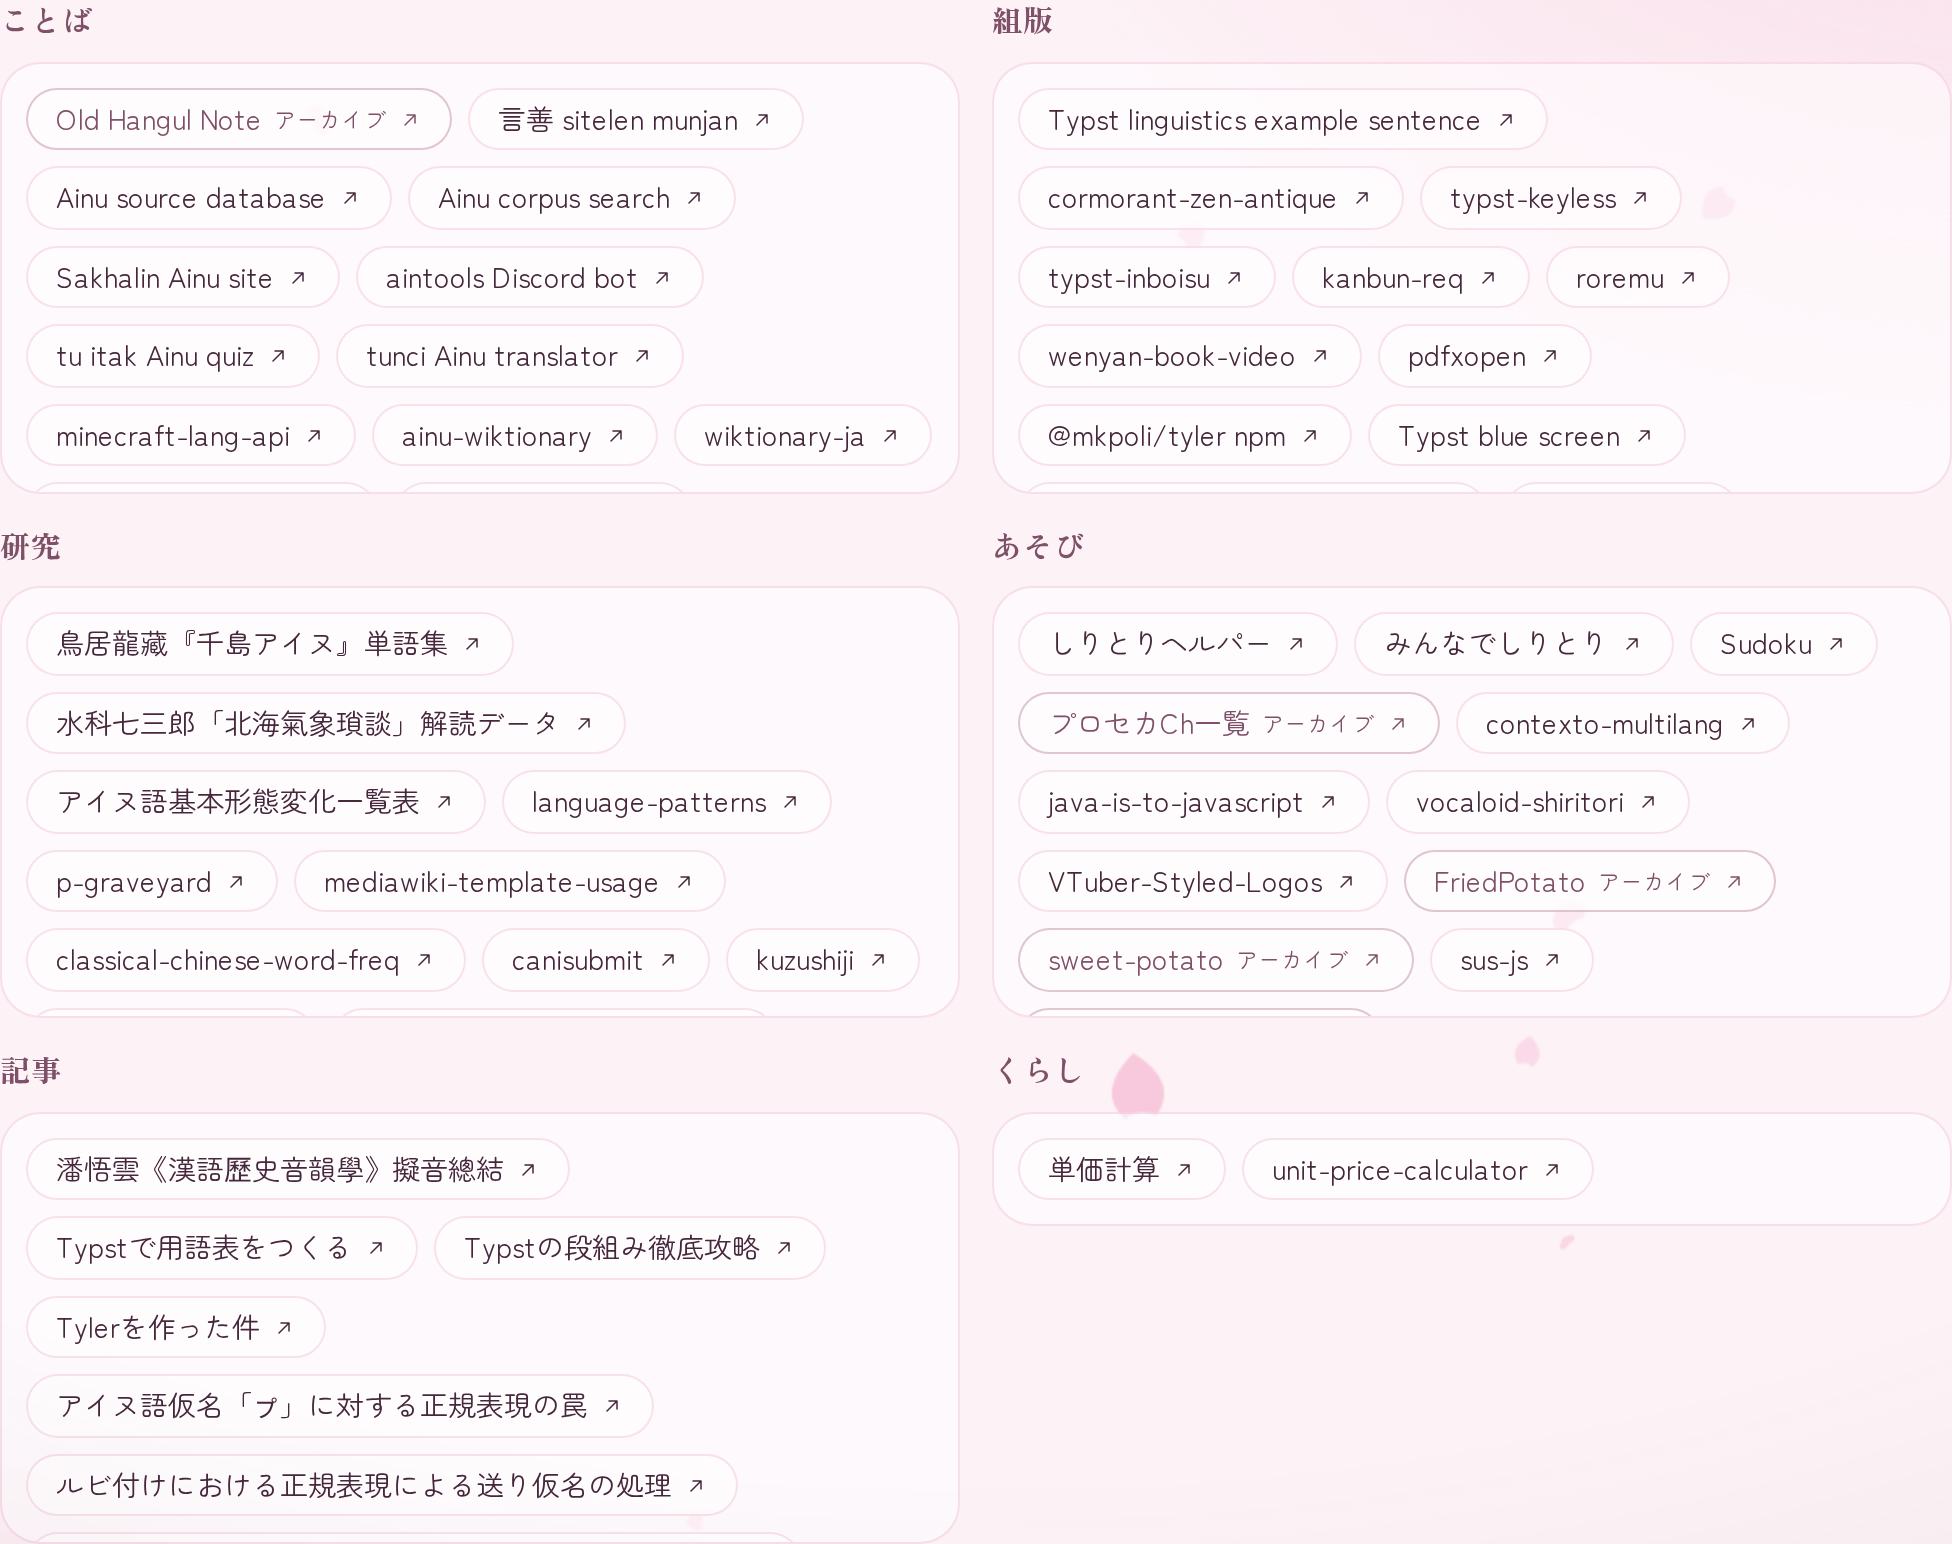 ことば
Old Hangul Note アーカイブ ↗
言善 sitelen munjan ↗
Ainu source database ↗
Ainu corpus search ↗
Sakhalin Ainu site ↗
aintools Discord bot ↗
tu itak Ainu quiz ↗
tunci Ainu translator ↗
minecraft-lang-api ↗
ainu-wiktionary ↗
wiktionary-ja ↗
組版
Typst linguistics example sentence ↗
cormorant-zen-antique ↗
typst-keyless ↗
typst-inboisu ↗
kanbun-req ↗
roremu ↗
wenyan-book-video ↗
pdfxopen ↗
@mkpoli/tyler npm ↗
Typst blue screen ↗
研究
鳥居龍藏『千島アイヌ』単語集 ↗
水科七三郎「北海氣象瑣談」解読データ ↗
アイヌ語基本形態変化一覧表 ↗
language-patterns ↗
p-graveyard ↗
mediawiki-template-usage ↗
classical-chinese-word-freq ↗
canisubmit ↗
kuzushiji ↗
あそび
しりとりヘルパー ↗
みんなでしりとり ↗
Sudoku ↗
プロセカCh一覧 アーカイブ ↗
contexto-multilang ↗
java-is-to-javascript ↗
vocaloid-shiritori ↗
VTuber-Styled-Logos ↗
FriedPotato アーカイブ ↗
sweet-potato アーカイブ ↗
sus-js ↗
記事
潘悟雲《漢語歷史音韻學》擬音總結 ↗
Typstで用語表をつくる ↗
Typstの段組み徹底攻略 ↗
Tylerを作った件 ↗
アイヌ語仮名「ㇷ゚」に対する正規表現の罠 ↗
ルビ付けにおける正規表現による送り仮名の処理 ↗
くらし
単価計算 ↗
unit-price-calculator ↗